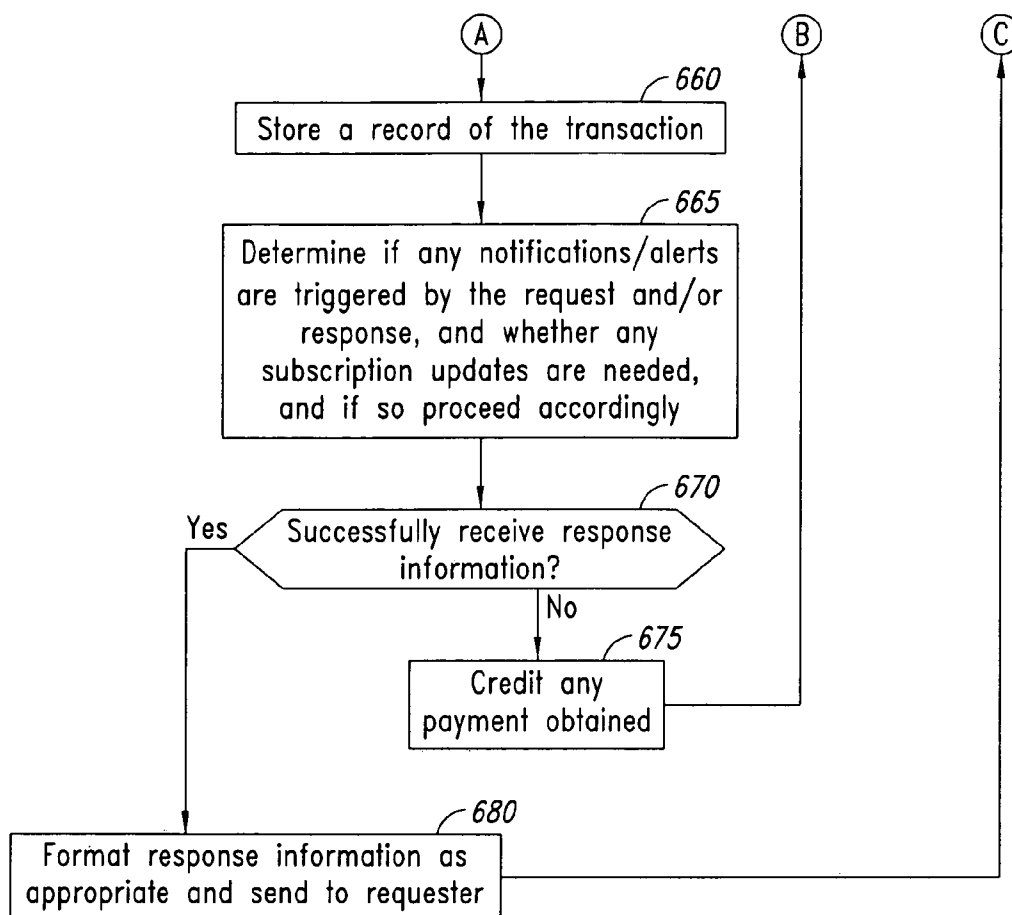 A
B
C
660
Store a record of the transaction
665
Determine if any notifications/alerts
are triggered by the request and/or
response, and whether any
subscription updates are needed,
and if so proceed accordingly
670
Yes
Successfully receive response
information?
No
675
Credit any
payment obtained
680
Format response information as
appropriate and send to requester